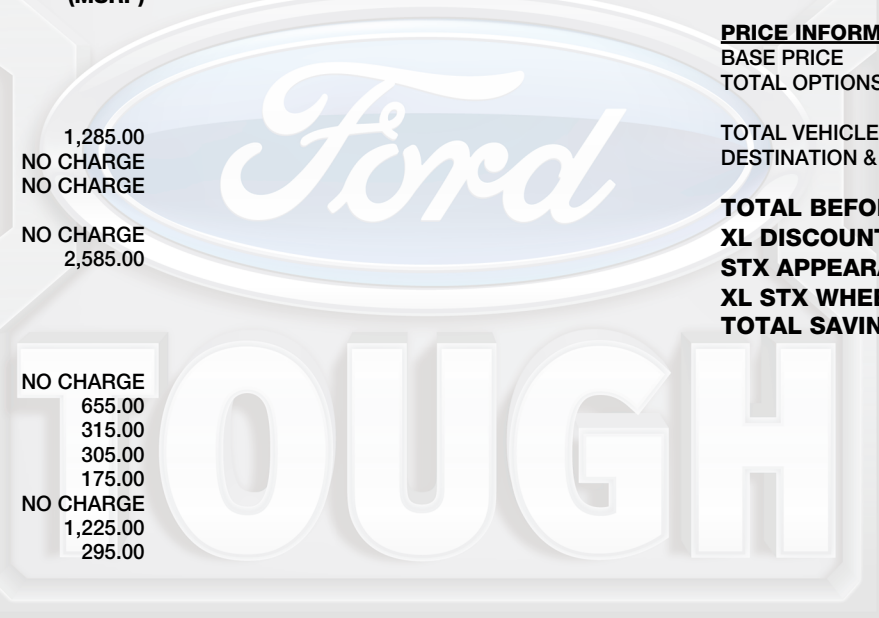 (MSRP)
1,285.00
NO CHARGE
NO CHARGE
NO CHARGE
2,585.00
NO CHARGE
655.00
315.00
305.00
175.00
NO CHARGE
1,225.00
295.00
PRICE INFORM
BASE PRICE
TOTAL OPTIONS
TOTAL VEHICLE
DESTINATION &
TOTAL BEFO
XL DISCOUNT
STX APPEAR
XL STX WHE
TOTAL SAVIN
Ford
TOUGH